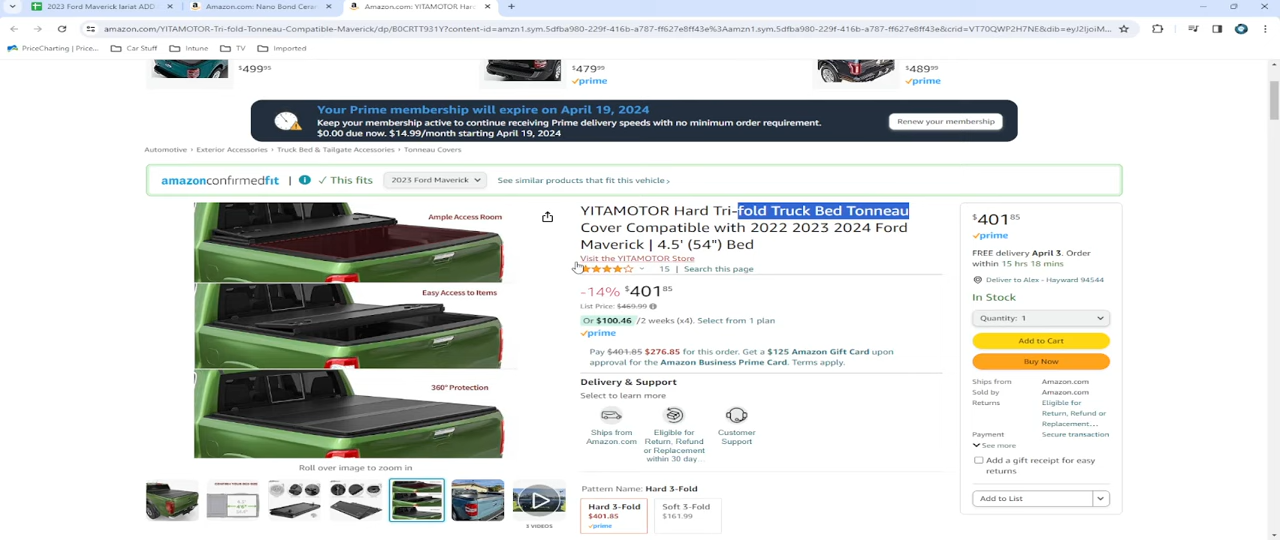 2023 Ford Maverick lariat ADD
Amazon.com: Nano Bond Ceran
Amazon.com: YITAMOTOR Har
amazon.com/YITAMOTOR-Tri-fold-Tonneau-Compatible-Maverick/dp/B0CRTT931Y?content-id=amzn1.sym.5dfba980-229f-416b-a787-ff627e8ff43e%3Aamzn1.sym.5dfba980-229f-416b-a787-ff627e8ff43e&crid=VT70QWP2H7NE&dib=eyJ2IjoiM...
PriceCharting | Price... Car Stuff Intune TV Imported
$499⁹⁵ $479⁹⁵ $489⁹⁵
prime prime
Your Prime membership will expire on April 19, 2024
Keep your membership active to continue receiving Prime delivery speeds with no minimum order requirement.
$0.00 due now. $14.99/month starting April 19, 2024
Renew your membership
Automotive › Exterior Accessories › Truck Bed & Tailgate Accessories › Tonneau Covers
amazonconfirmedfit | This fits 2023 Ford Maverick See similar products that fit this vehicle ›
Ample Access Room
Easy Access to Items
360° Protection
Roll over image to zoom in
5 VIDEOS
YITAMOTOR Hard Tri-fold Truck Bed Tonneau
Cover Compatible with 2022 2023 2024 Ford
Maverick | 4.5' (54") Bed
Visit the YITAMOTOR Store
15 | Search this page
-14% $401⁸⁵
List Price: $469.99
Or $100.46 /2 weeks (x4). Select from 1 plan
prime
Pay $401.85 $276.85 for this order. Get a $125 Amazon Gift Card upon
approval for the Amazon Business Prime Card. Terms apply.
Delivery & Support
Select to learn more
Ships from
Amazon.com
Eligible for
Return, Refund
or Replacement
within 30 day...
Customer
Support
Pattern Name: Hard 3-Fold
Hard 3-Fold
$401.85
prime
Soft 3-Fold
$161.99
$401⁸⁵
prime
FREE delivery April 3. Order
within 15 hrs 18 mins
Deliver to Alex - Hayward 94544
In Stock
Quantity: 1
Add to Cart
Buy Now
Ships from Amazon.com
Sold by Amazon.com
Returns Eligible for
Return, Refund or
Replacement...
Payment Secure transaction
See more
Add a gift receipt for easy
returns
Add to List